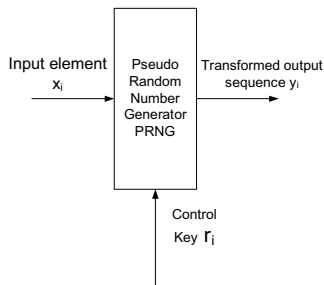 Input element
xi
Pseudo
Random
Number
Generator
PRNG
Transformed output
sequence yi
Control
Key ri